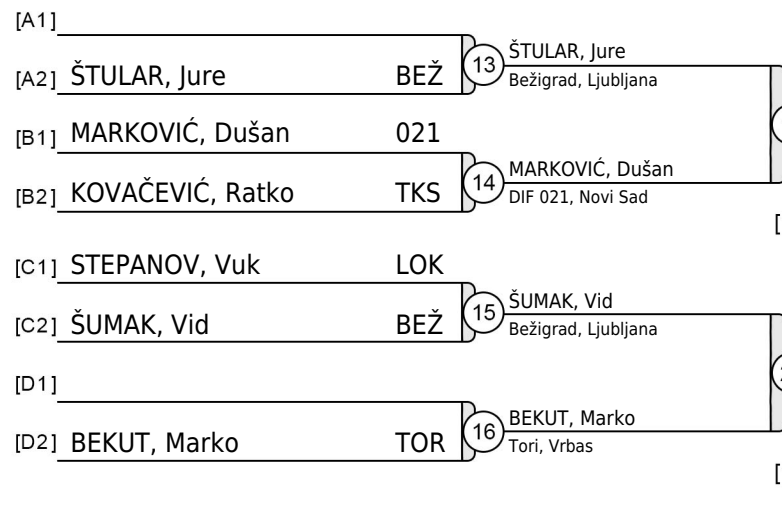 [A1]
13
ŠTULAR, Jure
[A2] ŠTULAR, Jure BEŽ
Bežigrad, Ljubljana
[B1] MARKOVIĆ, Dušan 021
14
MARKOVIĆ, Dušan
[B2] KOVAČEVIĆ, Ratko TKS
DIF 021, Novi Sad
[
[C1] STEPANOV, Vuk LOK
15
ŠUMAK, Vid
[C2] ŠUMAK, Vid BEŽ
Bežigrad, Ljubljana
[D1]
16
BEKUT, Marko
[D2] BEKUT, Marko TOR
Tori, Vrbas
[